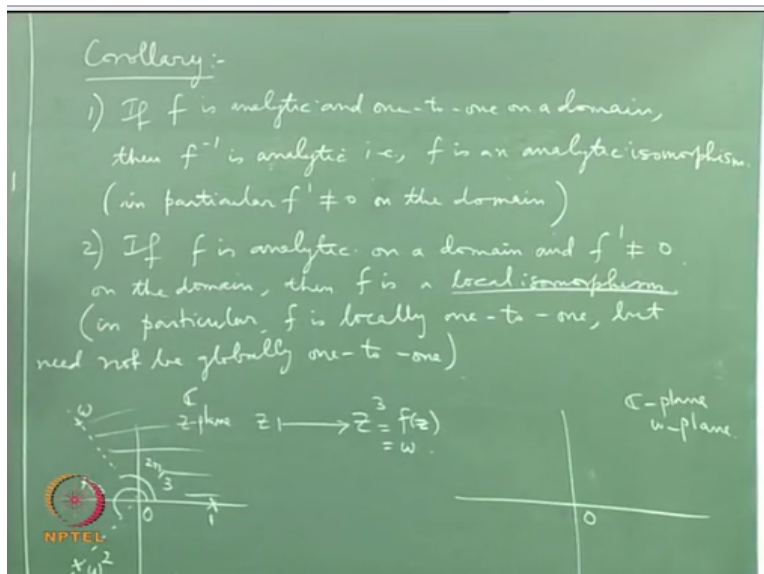 Corollary:-
1) If f is analytic and one-to-one on a domain,
then f⁻¹ is analytic i.e, f is an analytic isomorphism.
(in particular f' ≠ 0 on the domain)
2) If f is analytic on a domain and f' ≠ 0
on the domain, then f is a local isomorphism
(in particular f is locally one-to-one, but
need not be globally one-to-one)
ω
ℂ
z-plane
z ↦ z³ = f(z)
= w.
ℂ-plane
w-plane.
2π/3
0
1
0
NPTEL
ω²